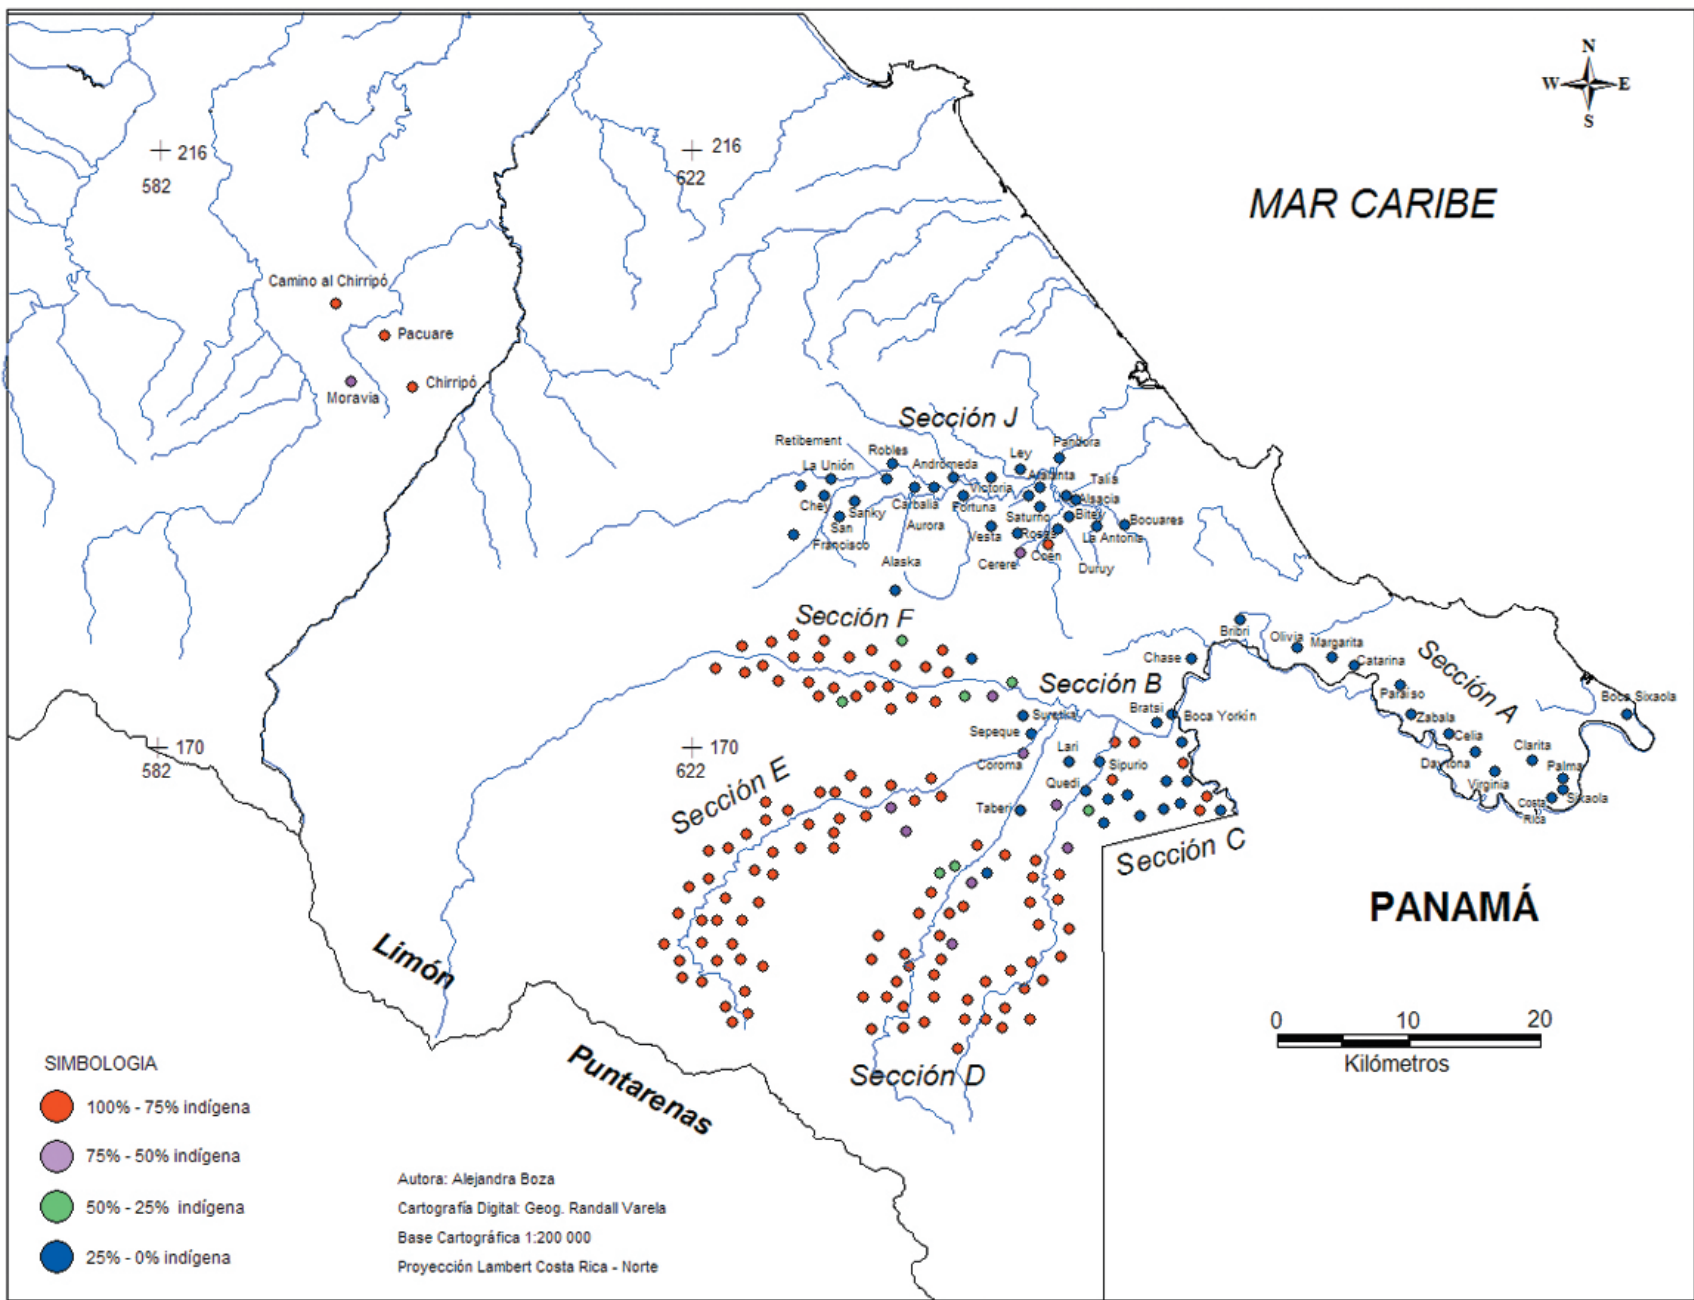 N
W E
S
216
582
216
622
MAR CARIBE
Camino al Chirripó
Pacuare
Moravia
Chirripó
Sección J
Retibement
Robles
Andrómeda
Ley
Pandora
La Unión
Victoria
Atalanta
Talía
Chey
Sanky
Carbalia
Fortuna
Alsacia
San
Francisco
Aurora
Saturno
Bitey
Bocuares
Vesta
Rosos
La Antonia
Cerere
Coen
Duruy
Alaska
Sección F
Bribri
Olivia
Margarita
Chase
Catarina
Sección A
Sección B
Paraíso
Boca Sixaola
Suretka
Bratsi
Boca Yorkín
Zabala
Sepeque
Celia
170
582
170
622
Lari
Clarita
Coroma
Sipurio
Daytona
Palma
Sección E
Quedi
Virginia
Sixaola
Costa
Rica
Taberi
Sección C
PANAMÁ
Limón
0 10 20
Kilómetros
Puntarenas
Sección D
SIMBOLOGIA
100% - 75% indígena
75% - 50% indígena
50% - 25% indígena
25% - 0% indígena
Autora: Alejandra Boza
Cartografía Digital: Geog. Randall Varela
Base Cartográfica 1:200 000
Proyección Lambert Costa Rica - Norte